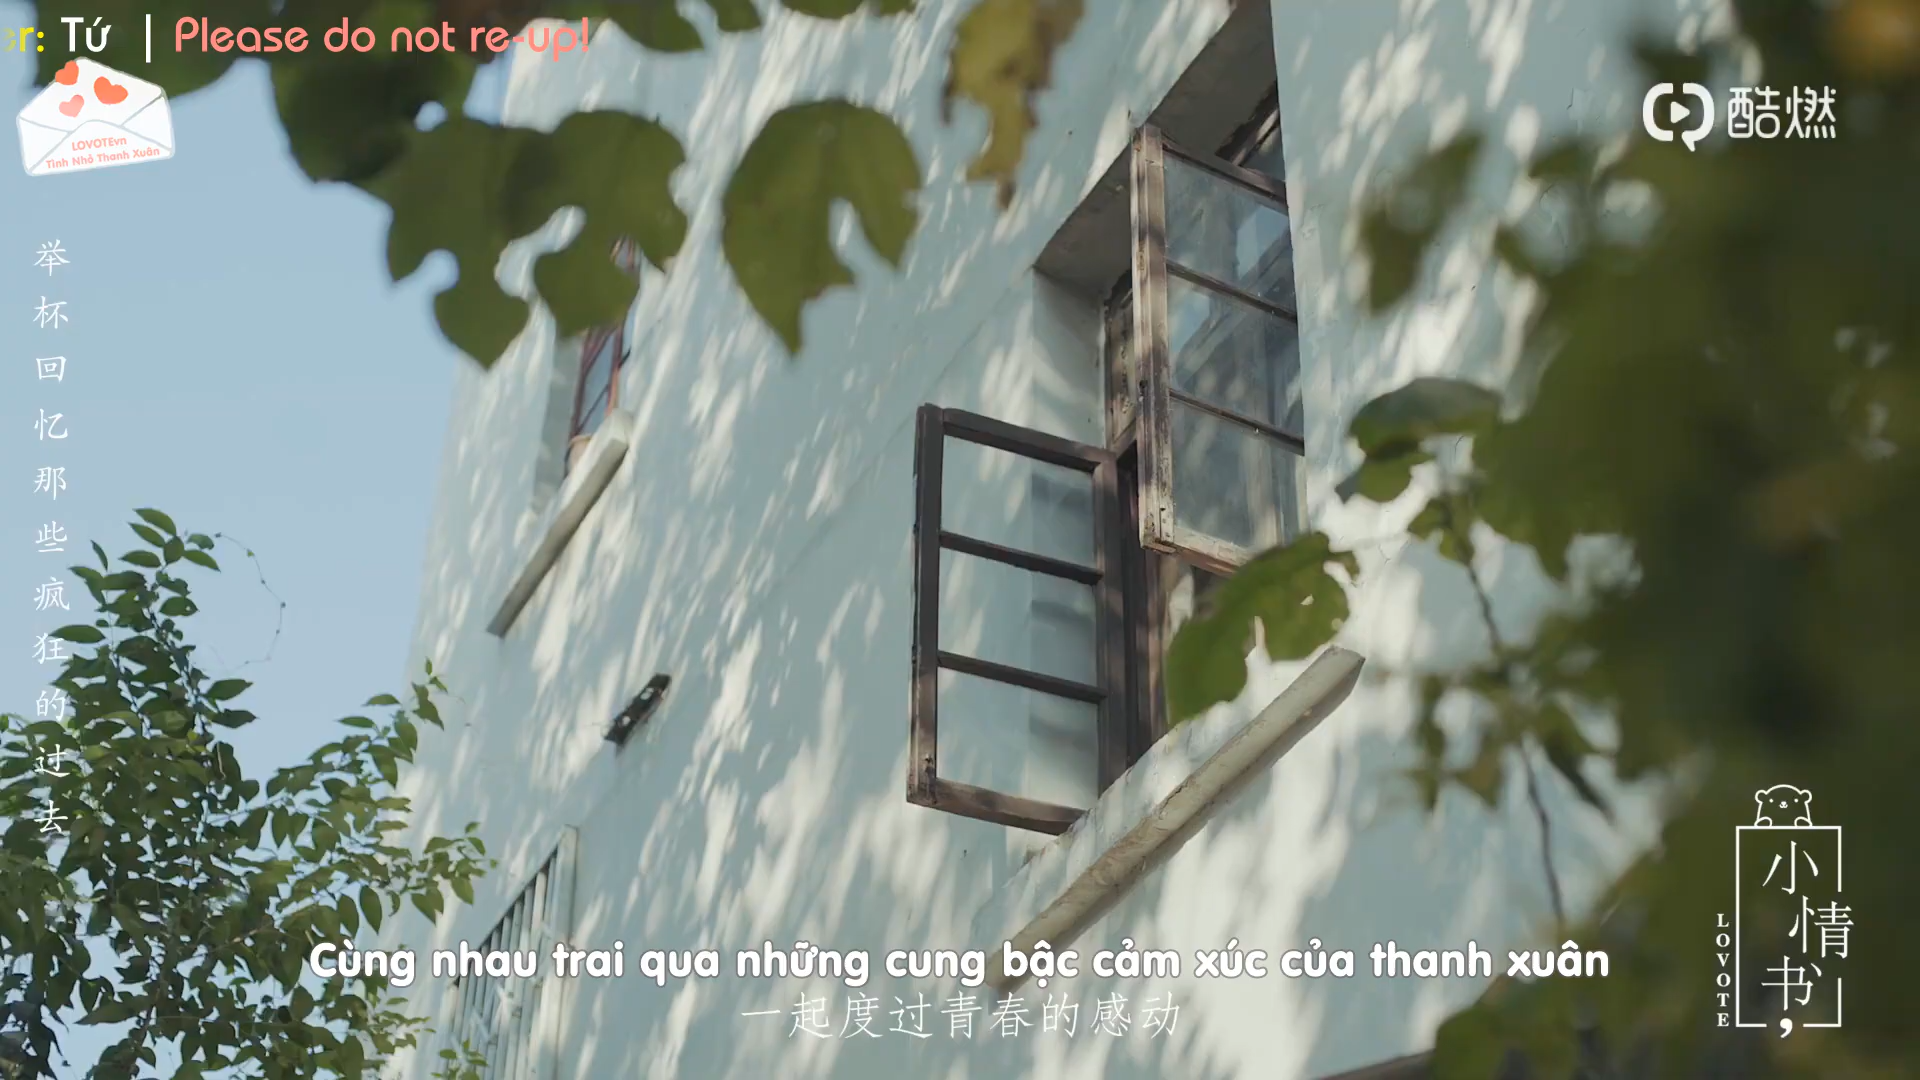 er: Tứ | Please do not re-up!
LOVOTEvn
Tình Nhỏ Thanh Xuân
酷燃
举杯回忆那些疯狂的过去
小情书
LOVOTE
Cùng nhau trai qua những cung bậc cảm xúc của thanh xuân
一起度过青春的感动